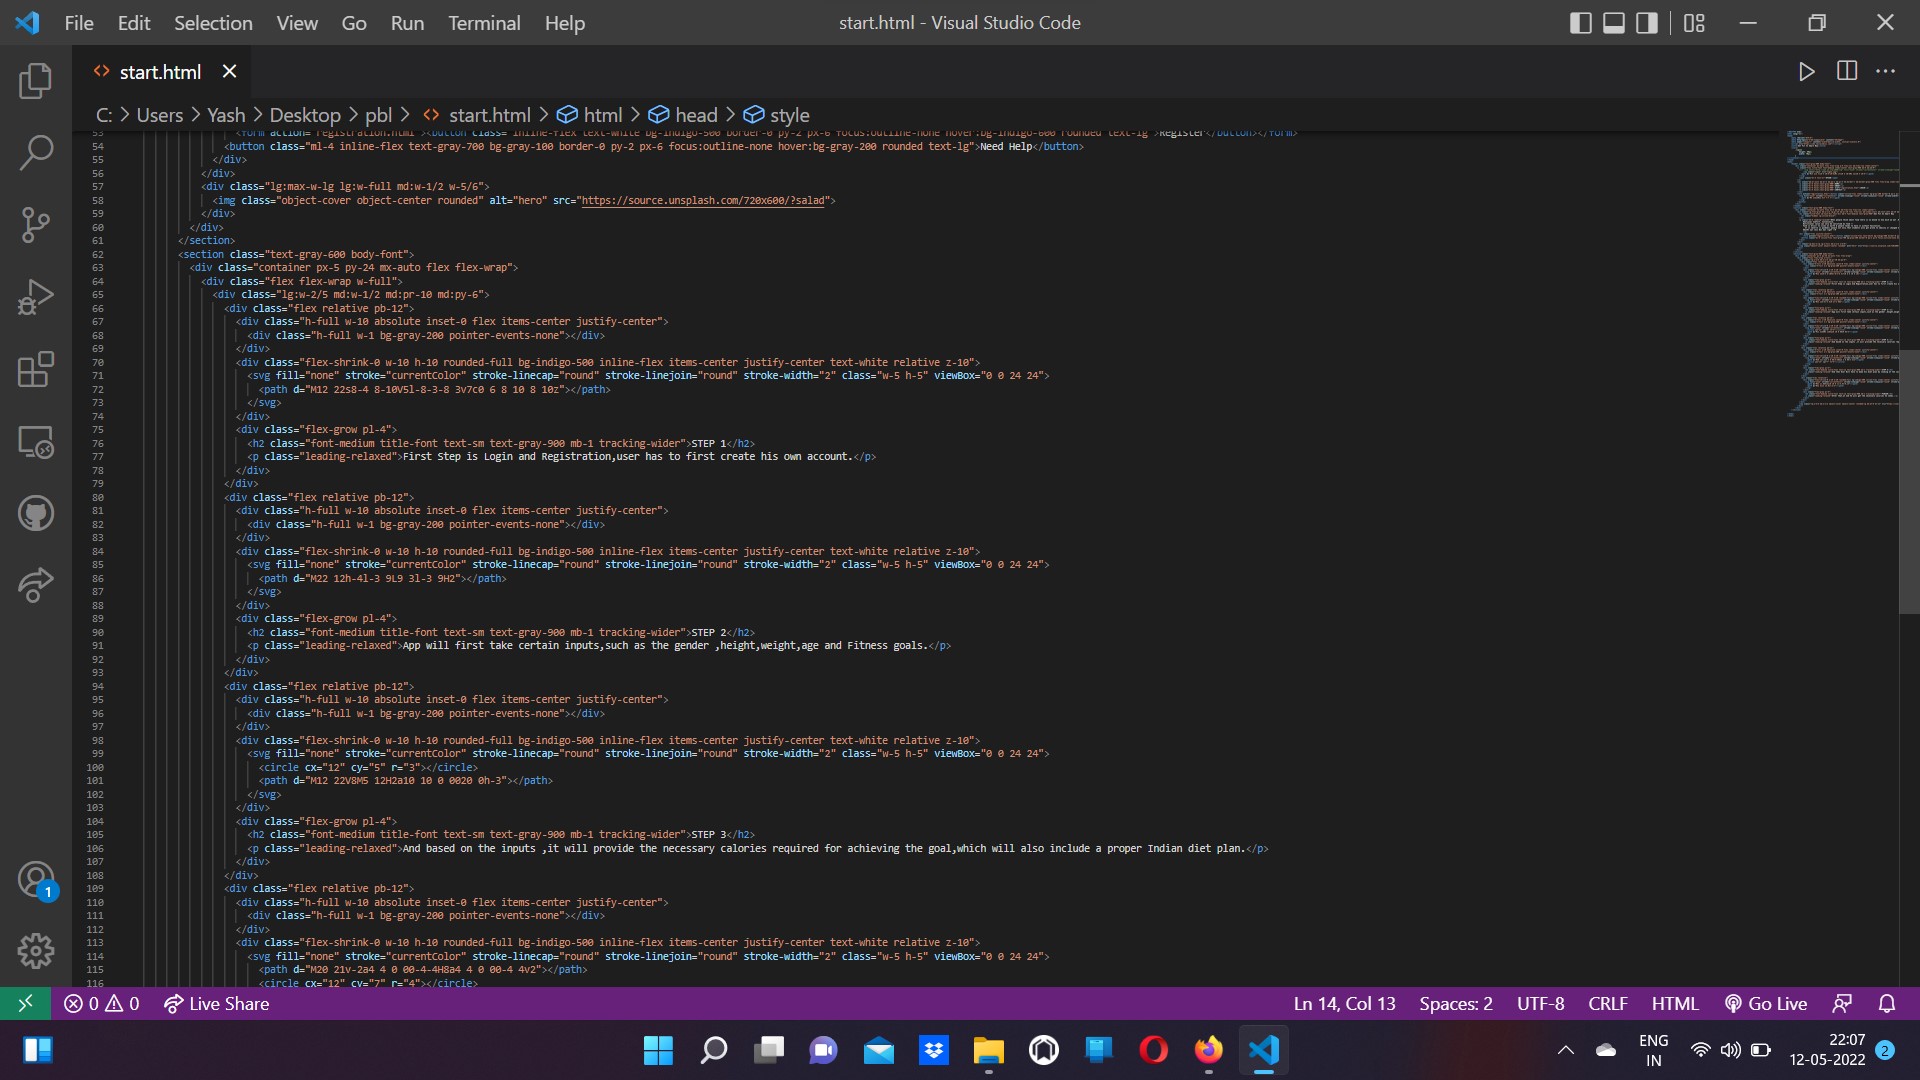 File Edit Selection View Go Run Terminal Help start.html - Visual Studio Code
start.html
C: > Users > Yash > Desktop > pbl > start.html > html > head > style
53 <form action="registration.html"><button class="inline-flex text-white bg-indigo-500 border-0 py-2 px-6 focus:outline-none hover:bg-indigo-600 rounded text-lg">Register</button></form>
54 <button class="ml-4 inline-flex text-gray-700 bg-gray-100 border-0 py-2 px-6 focus:outline-none hover:bg-gray-200 rounded text-lg">Need Help</button>
55 </div>
56 </div>
57 <div class="lg:max-w-lg lg:w-full md:w-1/2 w-5/6">
58 <img class="object-cover object-center rounded" alt="hero" src="https://source.unsplash.com/720x600/?salad">
59 </div>
60 </div>
61 </section>
62 <section class="text-gray-600 body-font">
63 <div class="container px-5 py-24 mx-auto flex flex-wrap">
64 <div class="flex flex-wrap w-full">
65 <div class="lg:w-2/5 md:w-1/2 md:pr-10 md:py-6">
66 <div class="flex relative pb-12">
67 <div class="h-full w-10 absolute inset-0 flex items-center justify-center">
68 <div class="h-full w-1 bg-gray-200 pointer-events-none"></div>
69 </div>
70 <div class="flex-shrink-0 w-10 h-10 rounded-full bg-indigo-500 inline-flex items-center justify-center text-white relative z-10">
71 <svg fill="none" stroke="currentColor" stroke-linecap="round" stroke-linejoin="round" stroke-width="2" class="w-5 h-5" viewBox="0 0 24 24">
72 <path d="M12 22s8-4 8-10V5l-8-3-8 3v7c0 6 8 10 8 10z"></path>
73 </svg>
74 </div>
75 <div class="flex-grow pl-4">
76 <h2 class="font-medium title-font text-sm text-gray-900 mb-1 tracking-wider">STEP 1</h2>
77 <p class="leading-relaxed">First Step is Login and Registration,user has to first create his own account.</p>
78 </div>
79 </div>
80 <div class="flex relative pb-12">
81 <div class="h-full w-10 absolute inset-0 flex items-center justify-center">
82 <div class="h-full w-1 bg-gray-200 pointer-events-none"></div>
83 </div>
84 <div class="flex-shrink-0 w-10 h-10 rounded-full bg-indigo-500 inline-flex items-center justify-center text-white relative z-10">
85 <svg fill="none" stroke="currentColor" stroke-linecap="round" stroke-linejoin="round" stroke-width="2" class="w-5 h-5" viewBox="0 0 24 24">
86 <path d="M22 12h-4l-3 9L9 3l-3 9H2"></path>
87 </svg>
88 </div>
89 <div class="flex-grow pl-4">
90 <h2 class="font-medium title-font text-sm text-gray-900 mb-1 tracking-wider">STEP 2</h2>
91 <p class="leading-relaxed">App will first take certain inputs,such as the gender ,height,weight,age and Fitness goals.</p>
92 </div>
93 </div>
94 <div class="flex relative pb-12">
95 <div class="h-full w-10 absolute inset-0 flex items-center justify-center">
96 <div class="h-full w-1 bg-gray-200 pointer-events-none"></div>
97 </div>
98 <div class="flex-shrink-0 w-10 h-10 rounded-full bg-indigo-500 inline-flex items-center justify-center text-white relative z-10">
99 <svg fill="none" stroke="currentColor" stroke-linecap="round" stroke-linejoin="round" stroke-width="2" class="w-5 h-5" viewBox="0 0 24 24">
100 <circle cx="12" cy="5" r="3"></circle>
101 <path d="M12 22V8M5 12H2a10 10 0 0020 0h-3"></path>
102 </svg>
103 </div>
104 <div class="flex-grow pl-4">
105 <h2 class="font-medium title-font text-sm text-gray-900 mb-1 tracking-wider">STEP 3</h2>
106 <p class="leading-relaxed">And based on the inputs ,it will provide the necessary calories required for achieving the goal,which will also include a proper Indian diet plan.</p>
107 </div>
108 </div>
109 <div class="flex relative pb-12">
110 <div class="h-full w-10 absolute inset-0 flex items-center justify-center">
111 <div class="h-full w-1 bg-gray-200 pointer-events-none"></div>
112 </div>
113 <div class="flex-shrink-0 w-10 h-10 rounded-full bg-indigo-500 inline-flex items-center justify-center text-white relative z-10">
114 <svg fill="none" stroke="currentColor" stroke-linecap="round" stroke-linejoin="round" stroke-width="2" class="w-5 h-5" viewBox="0 0 24 24">
115 <path d="M20 21v-2a4 4 0 00-4-4H8a4 4 0 00-4 4v2"></path>
116 <circle cx="12" cy="7" r="4"></circle>
1
0 0 Live Share Ln 14, Col 13 Spaces: 2 UTF-8 CRLF HTML Go Live
ENG 22:07
IN 12-05-2022 2